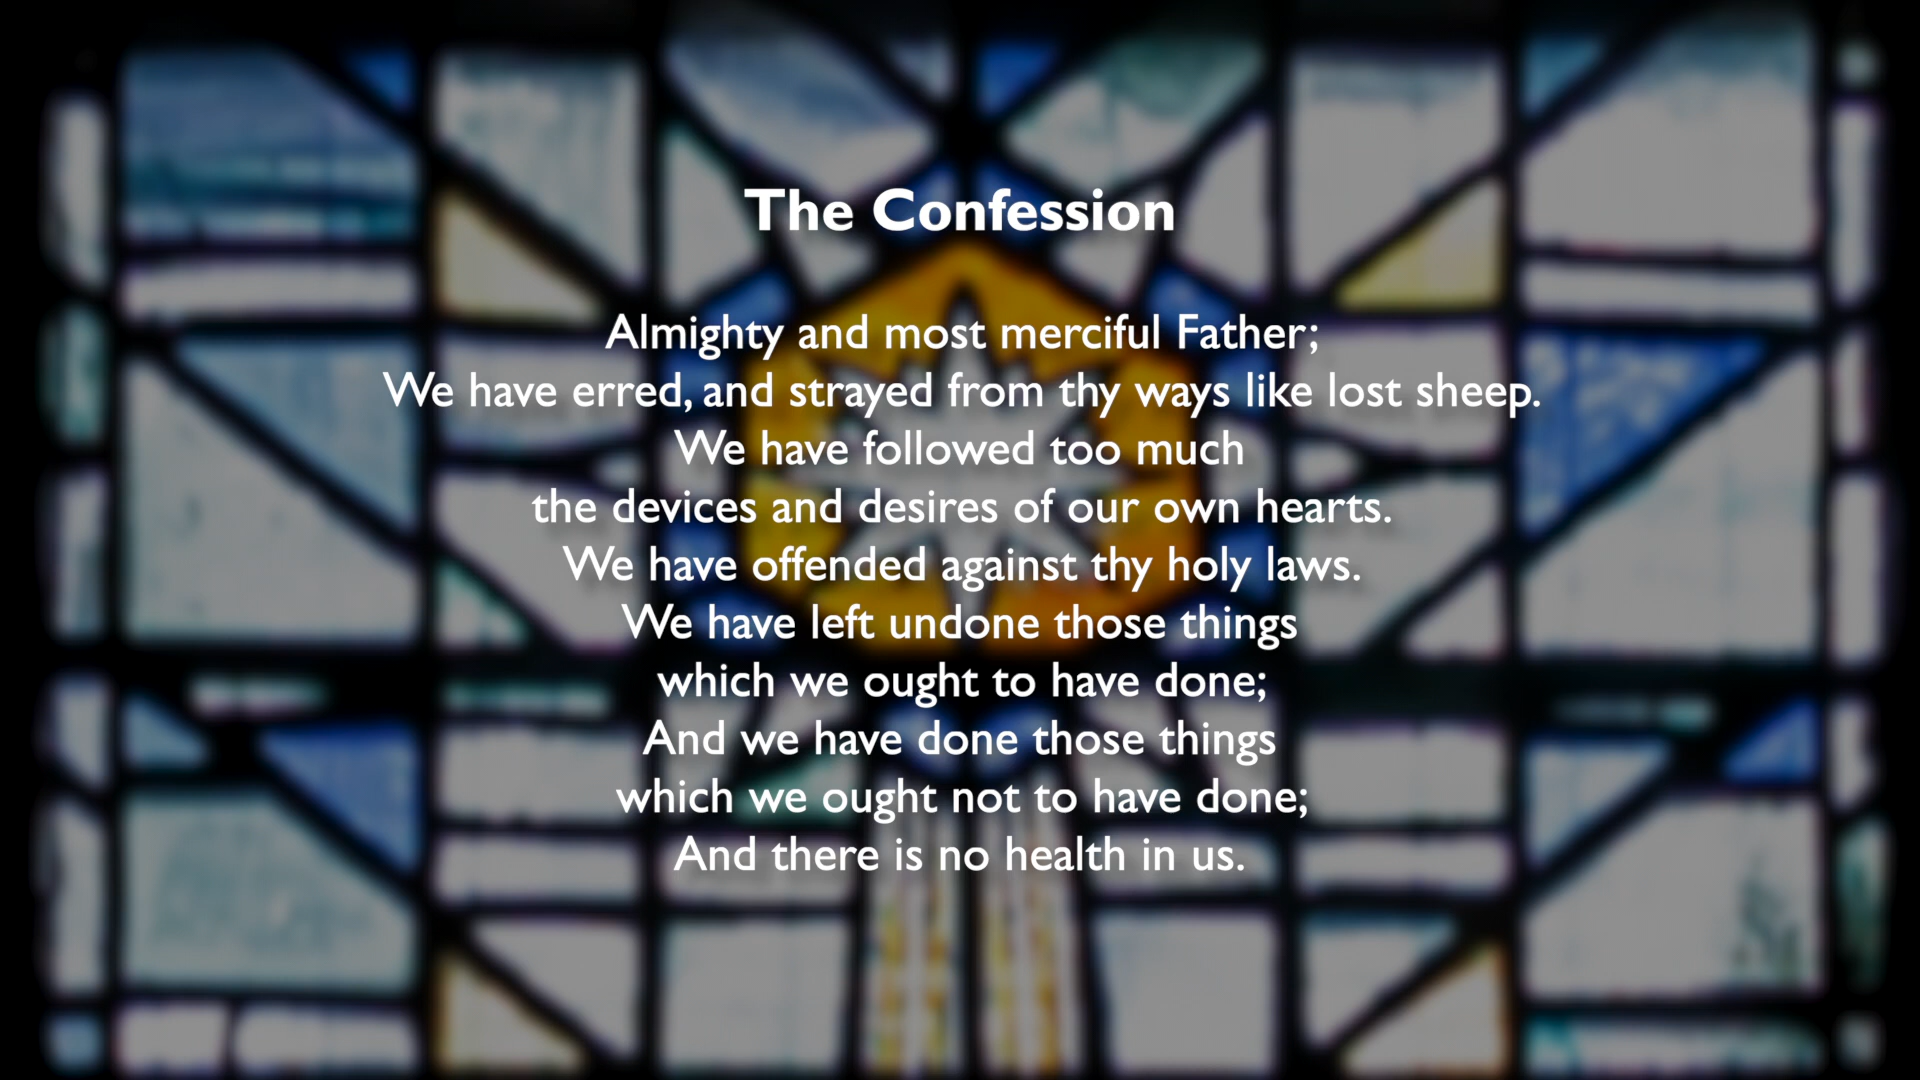 The Confession
Almighty and most merciful Father;
We have erred, and strayed from thy ways like lost sheep.
We have followed too much
the devices and desires of our own hearts.
We have offended against thy holy laws.
We have left undone those things
which we ought to have done;
And we have done those things
which we ought not to have done;
And there is no health in us.